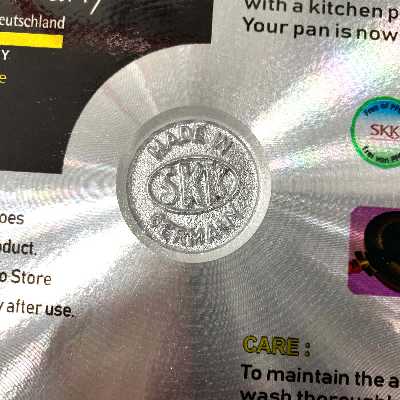 eutschland
Y
e
with a kitchen p
Your pan is now
MADE IN
SKK
GERMANY
SKK
oes
oduct.
o Store
y after use.
CARE :
To maintain the a
wash thorough